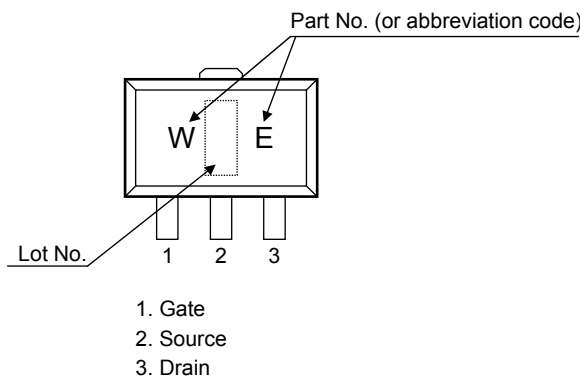 Part No. (or abbreviation code)
W E
Lot No.
1 2 3
1. Gate
2. Source
3. Drain